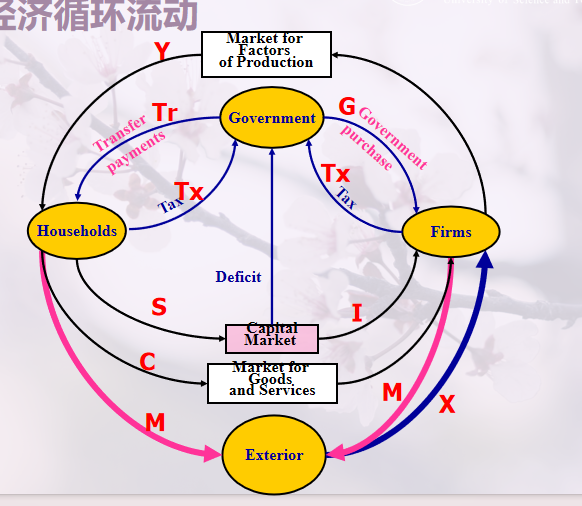 经济循环流动
Market for
Factors
of Production
Y
Government
Tr
G
Transfer
payments
Government
purchase
Tx
Tax
Tx
Tax
Households
Firms
Deficit
S
I
Capital
Market
C
Market for
Goods
and Services
M
M
X
Exterior